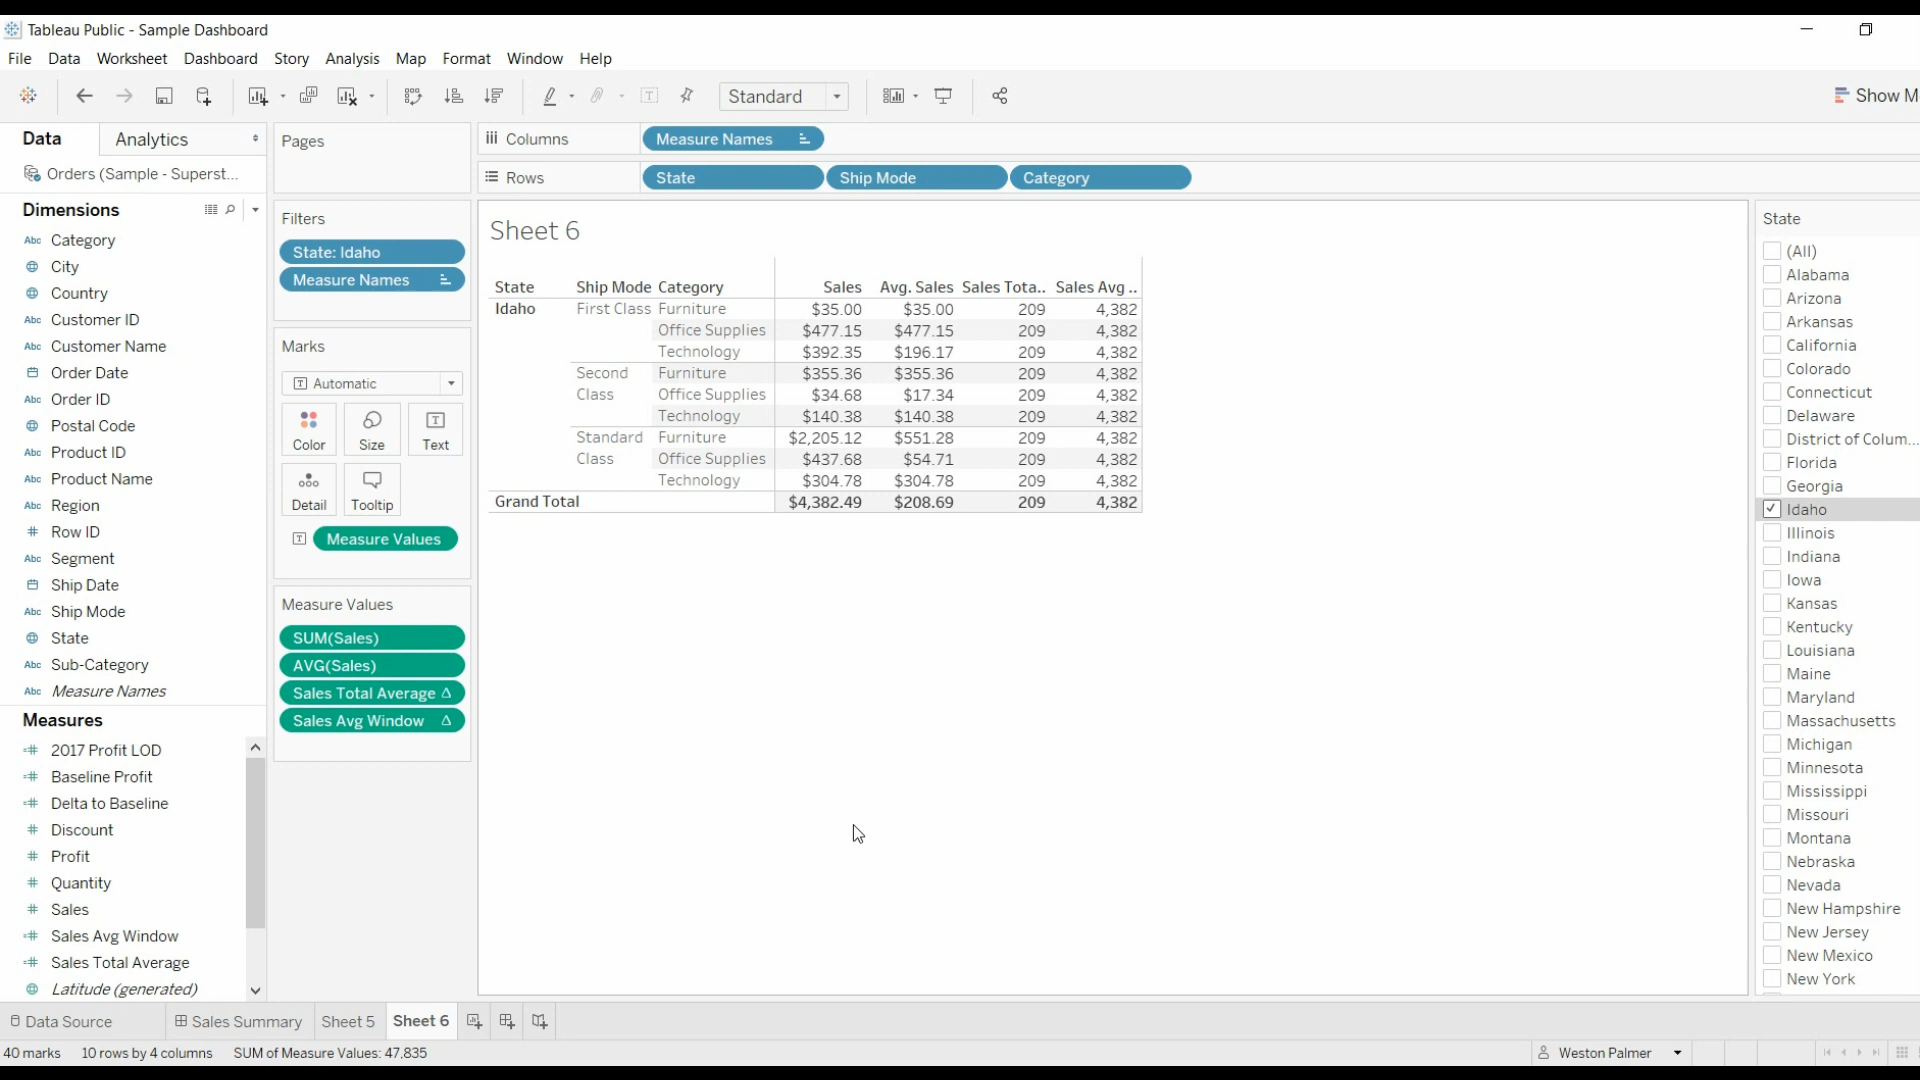 Tableau Public - Sample Dashboard
File Data Worksheet Dashboard Story Analysis Map Format Window Help
Standard
Show M
Data Analytics
Orders (Sample - Superst...
Dimensions
Abc Category
City
Country
Abc Customer ID
Abc Customer Name
Order Date
Abc Order ID
Postal Code
Abc Product ID
Abc Product Name
Abc Region
# Row ID
Abc Segment
Ship Date
Abc Ship Mode
State
Abc Sub-Category
Abc Measure Names
Measures
=# 2017 Profit LOD
=# Baseline Profit
=# Delta to Baseline
# Discount
# Profit
# Quantity
# Sales
=# Sales Avg Window
=# Sales Total Average
Latitude (generated)
Pages
Filters
State: Idaho
Measure Names
Marks
T Automatic
Color Size Text
Detail Tooltip
T Measure Values
Measure Values
SUM(Sales)
AVG(Sales)
Sales Total Average Δ
Sales Avg Window Δ
Columns Measure Names
Rows State Ship Mode Category
Sheet 6
State Ship Mode Category Sales Avg. Sales Sales Tota.. Sales Avg ..
Idaho First Class Furniture $35.00 $35.00 209 4,382
Office Supplies $477.15 $477.15 209 4,382
Technology $392.35 $196.17 209 4,382
Second Furniture $355.36 $355.36 209 4,382
Class Office Supplies $34.68 $17.34 209 4,382
Technology $140.38 $140.38 209 4,382
Standard Furniture $2,205.12 $551.28 209 4,382
Class Office Supplies $437.68 $54.71 209 4,382
Technology $304.78 $304.78 209 4,382
Grand Total $4,382.49 $208.69 209 4,382
State
(All)
Alabama
Arizona
Arkansas
California
Colorado
Connecticut
Delaware
District of Colum...
Florida
Georgia
Idaho
Illinois
Indiana
Iowa
Kansas
Kentucky
Louisiana
Maine
Maryland
Massachusetts
Michigan
Minnesota
Mississippi
Missouri
Montana
Nebraska
Nevada
New Hampshire
New Jersey
New Mexico
New York
Data Source Sales Summary Sheet 5 Sheet 6
40 marks 10 rows by 4 columns SUM of Measure Values: 47,835
Weston Palmer